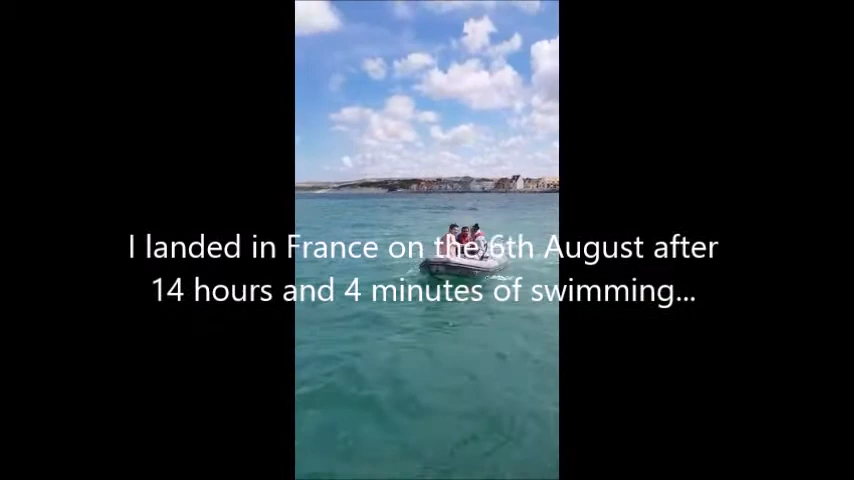 I landed in France on the 6th August after
14 hours and 4 minutes of swimming...